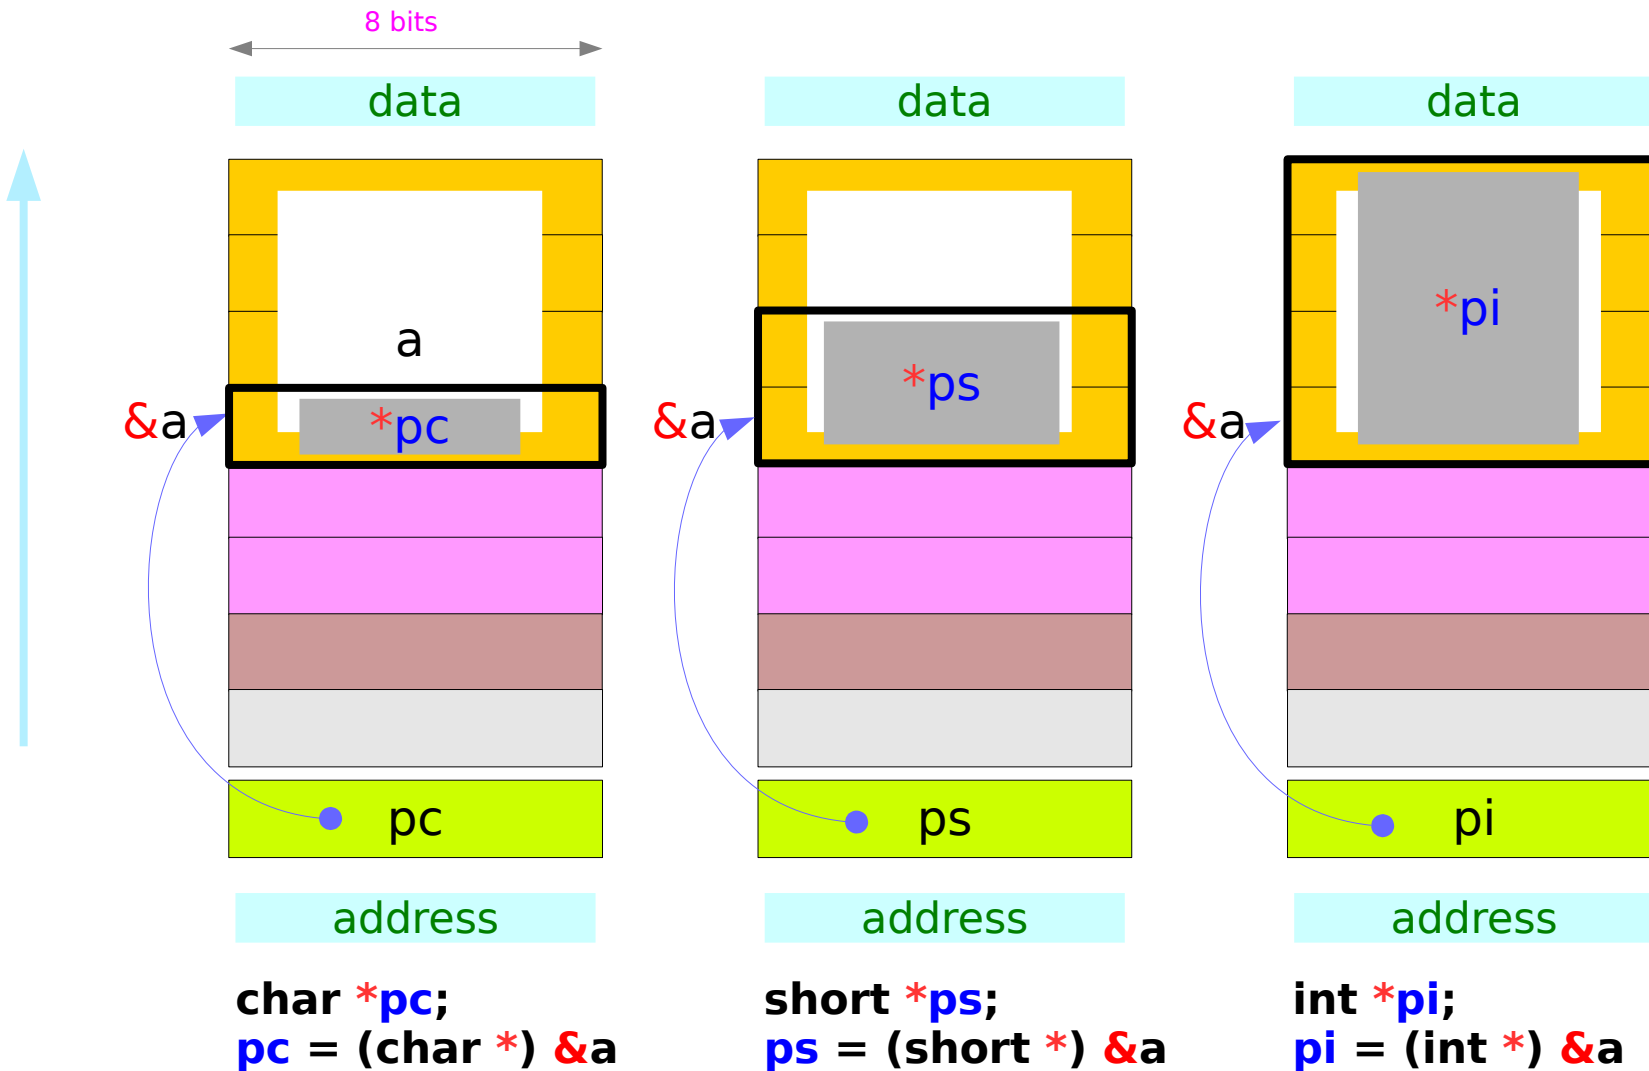 8 bits
data data data
a
*pi
*ps
&a *pc &a &a
pc ps pi
address address address
char *pc; short *ps; int *pi;
pc = (char *) &a ps = (short *) &a pi = (int *) &a